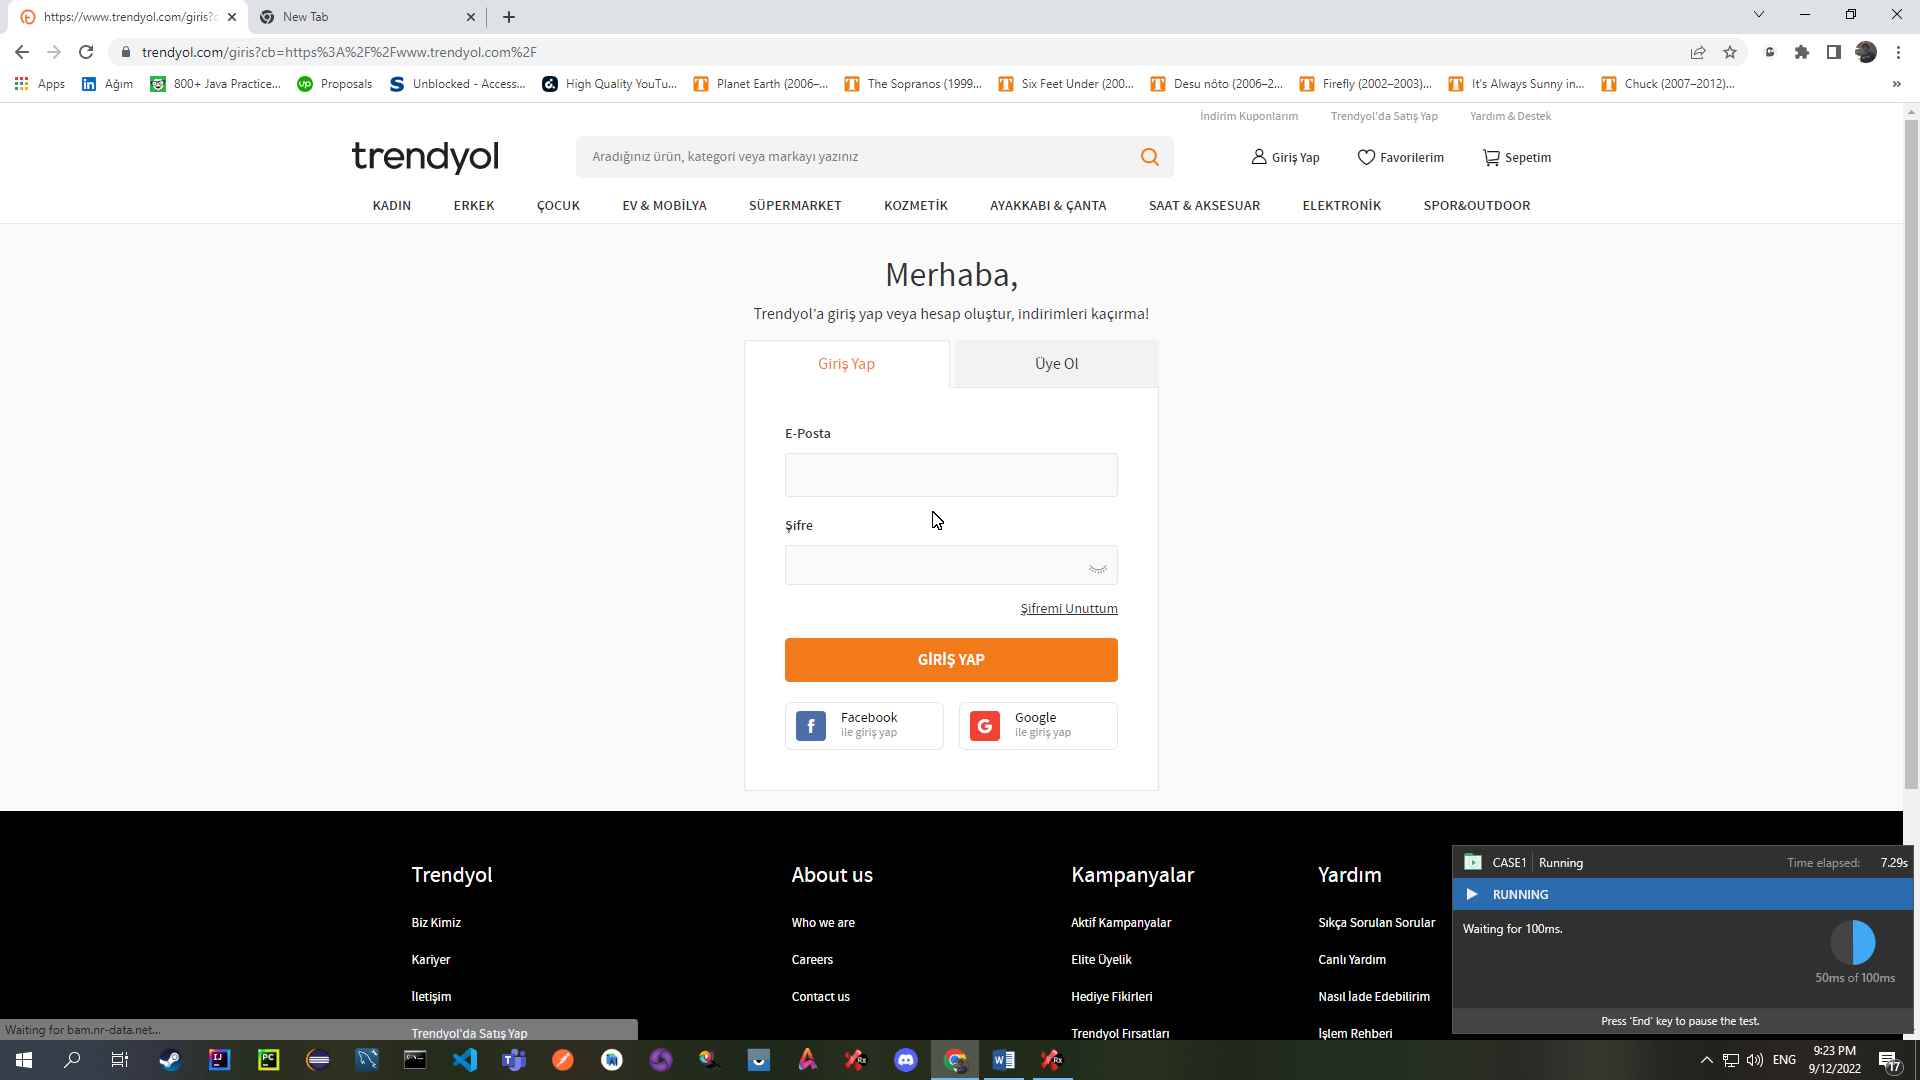 https://www.trendyol.com/giris?c
New Tab
trendyol.com/giris?cb=https%3A%2F%2Fwww.trendyol.com%2F
Apps
Ağım
800+ Java Practice...
Proposals
Unblocked - Access...
High Quality YouTu...
Planet Earth (2006–...
The Sopranos (1999...
Six Feet Under (200...
Desu nôto (2006–2...
Firefly (2002–2003)...
It's Always Sunny in...
Chuck (2007–2012)...
»
İndirim Kuponlarım
Trendyol'da Satış Yap
Yardım & Destek
trendyol
Aradığınız ürün, kategori veya markayı yazınız
Giriş Yap
Favorilerim
Sepetim
KADIN
ERKEK
ÇOCUK
EV & MOBİLYA
SÜPERMARKET
KOZMETİK
AYAKKABI & ÇANTA
SAAT & AKSESUAR
ELEKTRONİK
SPOR&OUTDOOR
Merhaba,
Trendyol'a giriş yap veya hesap oluştur, indirimleri kaçırma!
Giriş Yap
Üye Ol
E-Posta
Şifre
Şifremi Unuttum
GİRİŞ YAP
Facebook
ile giriş yap
Google
ile giriş yap
Trendyol
Biz Kimiz
Kariyer
İletişim
Trendyol'da Satış Yap
About us
Who we are
Careers
Contact us
Kampanyalar
Aktif Kampanyalar
Elite Üyelik
Hediye Fikirleri
Trendyol Fırsatları
Yardım
Sıkça Sorulan Sorular
Canlı Yardım
Nasıl İade Edebilirim
İşlem Rehberi
CASE1
Running
Time elapsed: 7.29s
RUNNING
Waiting for 100ms.
50ms of 100ms
Press 'End' key to pause the test.
Waiting for bam.nr-data.net...
ENG
9:23 PM
9/12/2022
17